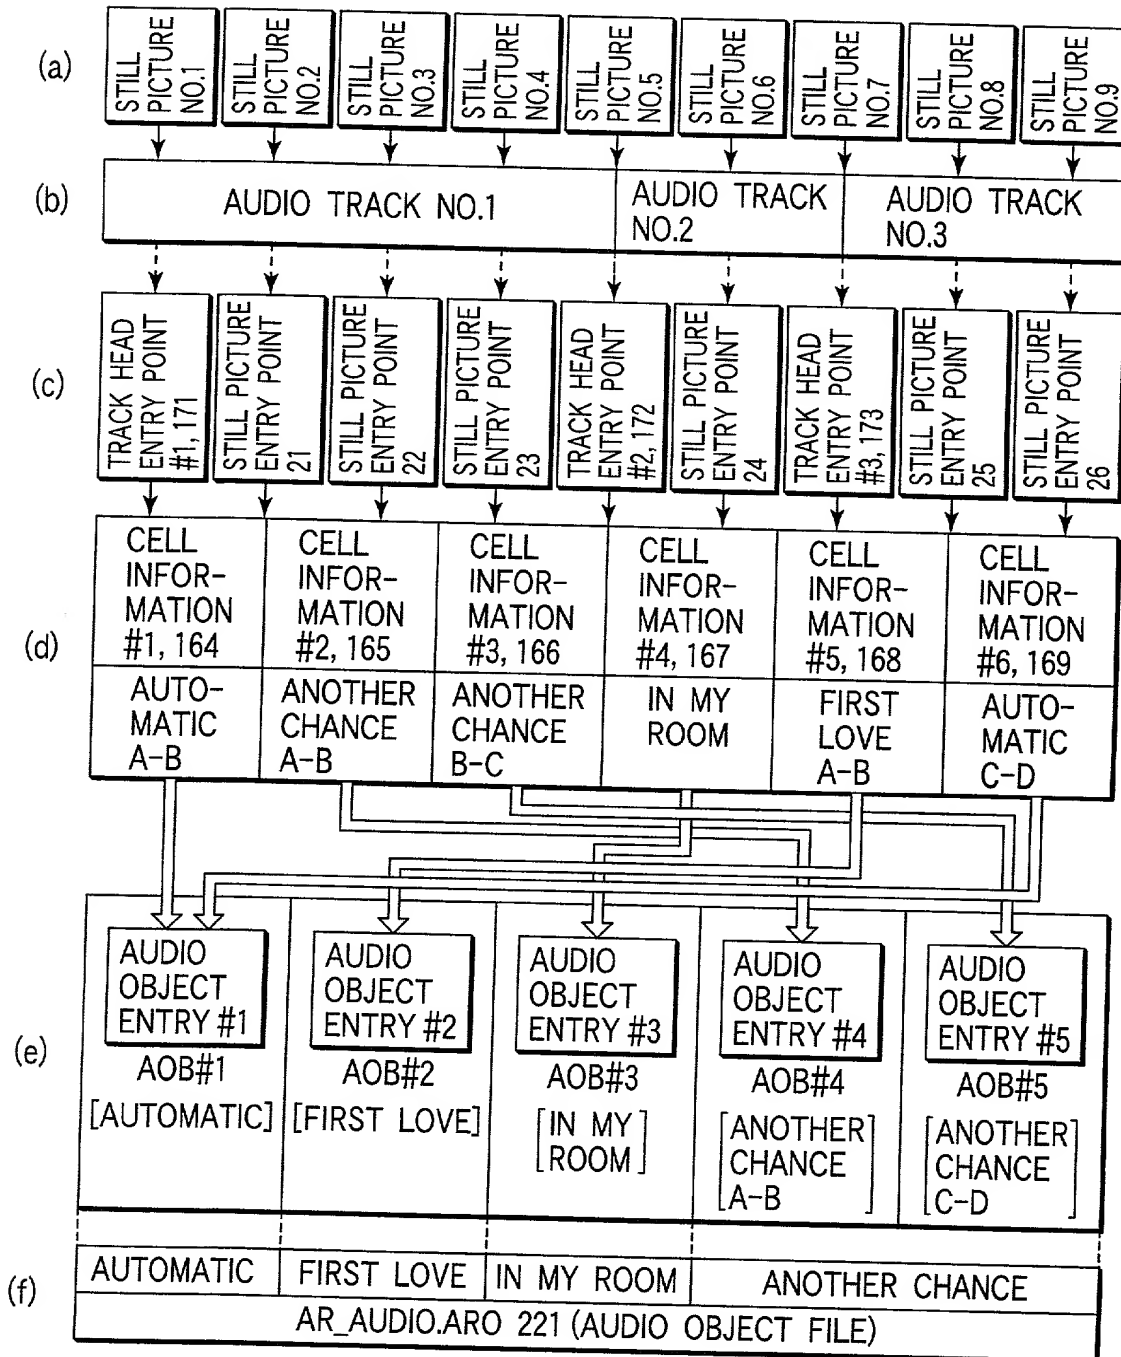 (a)
STILL
PICTURE
NO.1
STILL
PICTURE
NO.2
STILL
PICTURE
NO.3
STILL
PICTURE
NO.4
STILL
PICTURE
NO.5
STILL
PICTURE
NO.6
STILL
PICTURE
NO.7
STILL
PICTURE
NO.8
STILL
PICTURE
NO.9
(b)
AUDIO TRACK NO.1
AUDIO TRACK
NO.2
AUDIO TRACK
NO.3
(c)
TRACK HEAD
ENTRY POINT
#1, 171
STILL PICTURE
ENTRY POINT
21
STILL PICTURE
ENTRY POINT
22
STILL PICTURE
ENTRY POINT
23
TRACK HEAD
ENTRY POINT
#2, 172
STILL PICTURE
ENTRY POINT
24
TRACK HEAD
ENTRY POINT
#3, 173
STILL PICTURE
ENTRY POINT
25
STILL PICTURE
ENTRY POINT
26
(d)
CELL
INFOR-
MATION
#1, 164
CELL
INFOR-
MATION
#2, 165
CELL
INFOR-
MATION
#3, 166
CELL
INFOR-
MATION
#4, 167
CELL
INFOR-
MATION
#5, 168
CELL
INFOR-
MATION
#6, 169
AUTO-
MATIC
A-B
ANOTHER
CHANCE
A-B
ANOTHER
CHANCE
B-C
IN MY
ROOM
FIRST
LOVE
A-B
AUTO-
MATIC
C-D
(e)
AUDIO
OBJECT
ENTRY #1
AOB#1
[AUTOMATIC]
AUDIO
OBJECT
ENTRY #2
AOB#2
[FIRST LOVE]
AUDIO
OBJECT
ENTRY #3
AOB#3
[IN MY
ROOM]
AUDIO
OBJECT
ENTRY #4
AOB#4
[ANOTHER
CHANCE
A-B]
AUDIO
OBJECT
ENTRY #5
AOB#5
[ANOTHER
CHANCE
C-D]
(f)
AUTOMATIC
FIRST LOVE
IN MY ROOM
ANOTHER CHANCE
AR_AUDIO.ARO 221 (AUDIO OBJECT FILE)